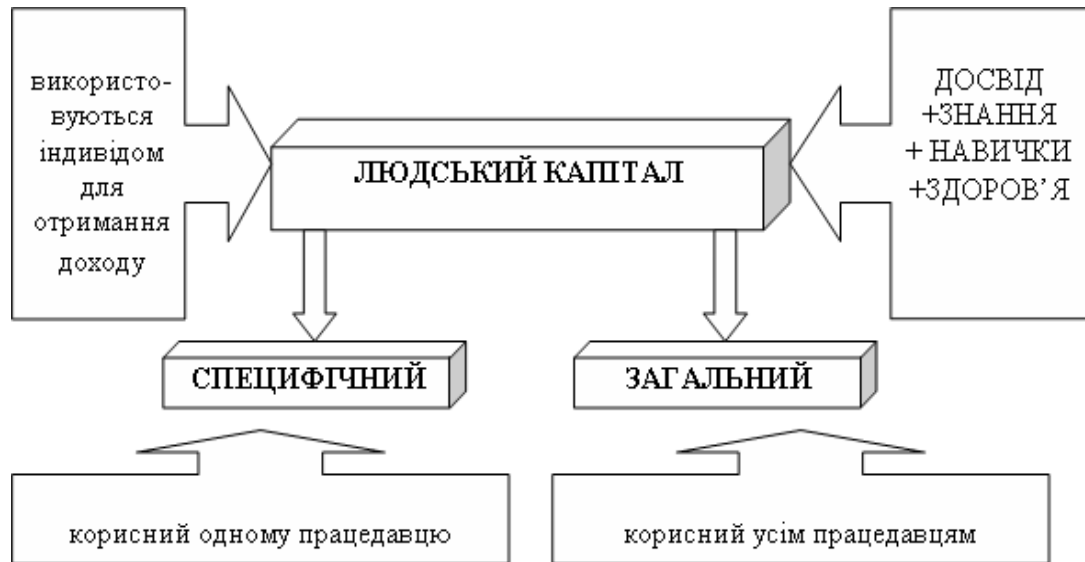 використо-
вуються
індивідом
для
отримання
доходу
ЛЮДСЬКИЙ КАПІТАЛ
ДОСВІД
+ЗНАННЯ
+ НАВИЧКИ
+ЗДОРОВ’Я
СПЕЦИФІЧНИЙ
ЗАГАЛЬНИЙ
корисний одному працедавцю
корисний усім працедавцям